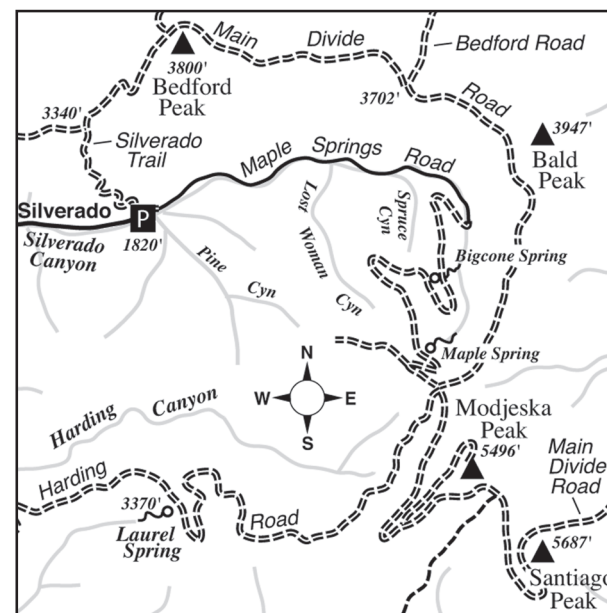 Main Divide Road
Bedford Road
3800'
Bedford
Peak
3340'
3702'
3947'
Bald
Peak
Silverado
Trail
Maple Springs Road
Silverado
P
1820'
Silverado
Canyon
Pine Cyn
Lost Woman Cyn
Spruce
Cyn
Bigcone Spring
Maple Spring
N
W E
S
Harding Canyon
Modjeska
Peak
5496'
Main
Divide
Road
Harding Road
3370'
Laurel
Spring
5687'
Santiago
Peak